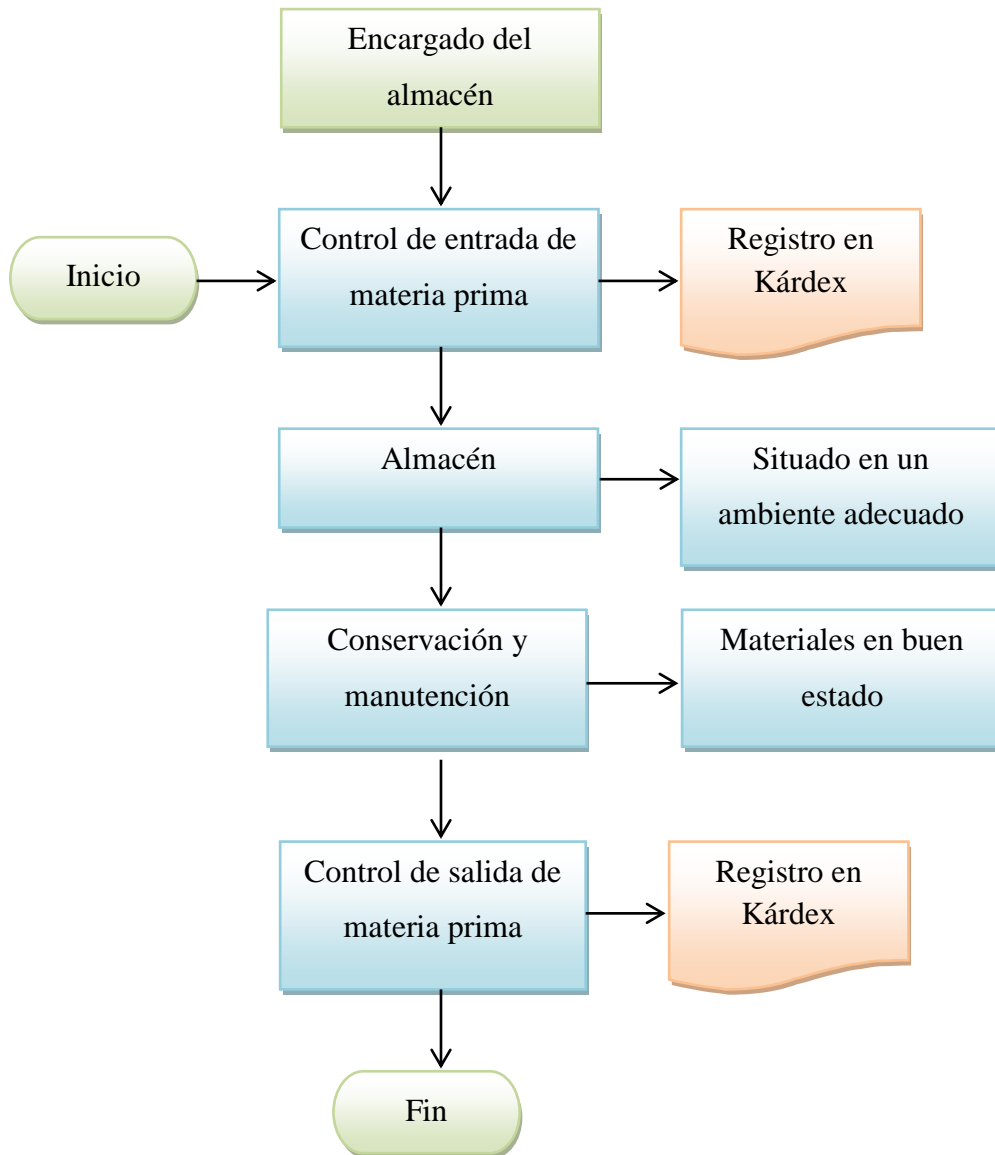 Encargado del
almacén
Inicio
Control de entrada de
materia prima
Registro en
Kárdex
Almacén
Situado en un
ambiente adecuado
Conservación y
manutención
Materiales en buen
estado
Control de salida de
materia prima
Registro en
Kárdex
Fin